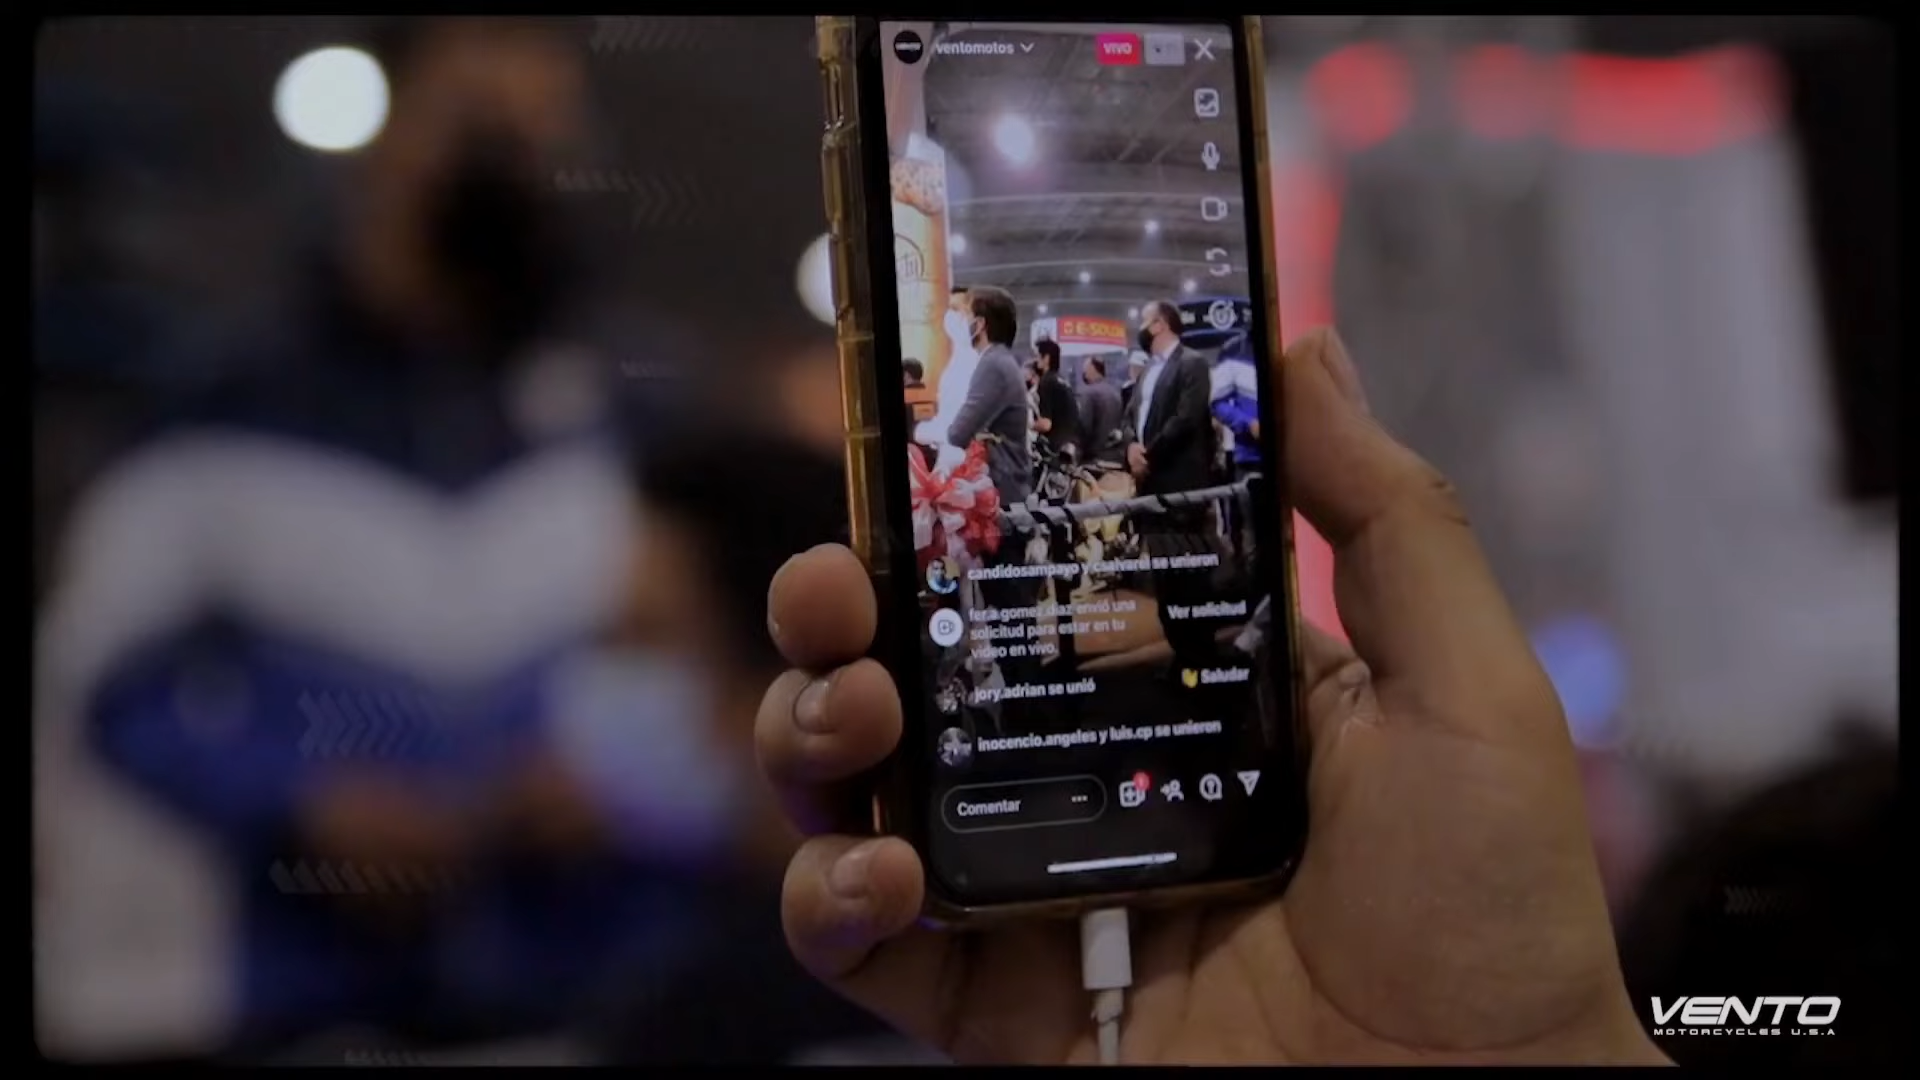 ventomotos
VIVO
candidosampayo y csalvarel se unieron
fer.a.gomez.diaz envió una
solicitud para estar en tu
video en vivo.
Ver solicitud
jory.adrian se unió
Saludar
inocencio.angeles y luis.cp se unieron
Comentar
VENTO
MOTORCYCLES U.S.A